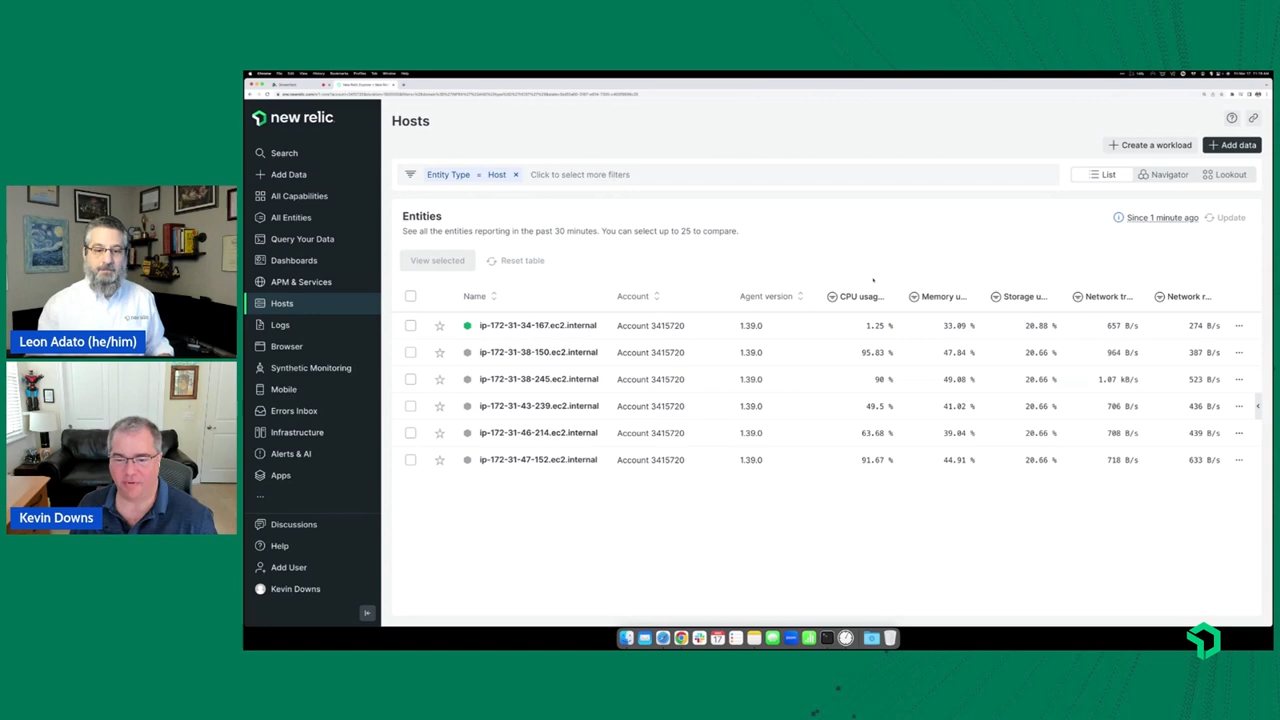 Chrome File Edit View History Bookmarks Profiles Tab Window Help
new relic
Search
Add Data
All Capabilities
All Entities
Query Your Data
Dashboards
APM & Services
Hosts
Logs
Browser
Synthetic Monitoring
Mobile
Errors Inbox
Infrastructure
Alerts & AI
Apps
...
Discussions
Help
Add User
Kevin Downs
Hosts
Create a workload
Add data
Entity Type = Host × Click to select more filters
List Navigator Lookout
Entities
Since 1 minute ago Update
See all the entities reporting in the past 30 minutes. You can select up to 25 to compare.
View selected Reset table
Name Account Agent version CPU usag... Memory u... Storage u... Network tr... Network r...
ip-172-31-34-167.ec2.internal Account 3415720 1.39.0 1.25 % 33.09 % 20.88 % 657 B/s 274 B/s ...
ip-172-31-38-150.ec2.internal Account 3415720 1.39.0 95.83 % 47.84 % 20.66 % 964 B/s 387 B/s ...
ip-172-31-38-245.ec2.internal Account 3415720 1.39.0 90 % 49.08 % 20.66 % 1.07 kB/s 523 B/s ...
ip-172-31-43-239.ec2.internal Account 3415720 1.39.0 49.5 % 41.02 % 20.66 % 706 B/s 436 B/s ...
ip-172-31-46-214.ec2.internal Account 3415720 1.39.0 63.68 % 39.04 % 20.66 % 708 B/s 439 B/s ...
ip-172-31-47-152.ec2.internal Account 3415720 1.39.0 91.67 % 44.91 % 20.66 % 718 B/s 633 B/s ...
Leon Adato (he/him)
Kevin Downs
17